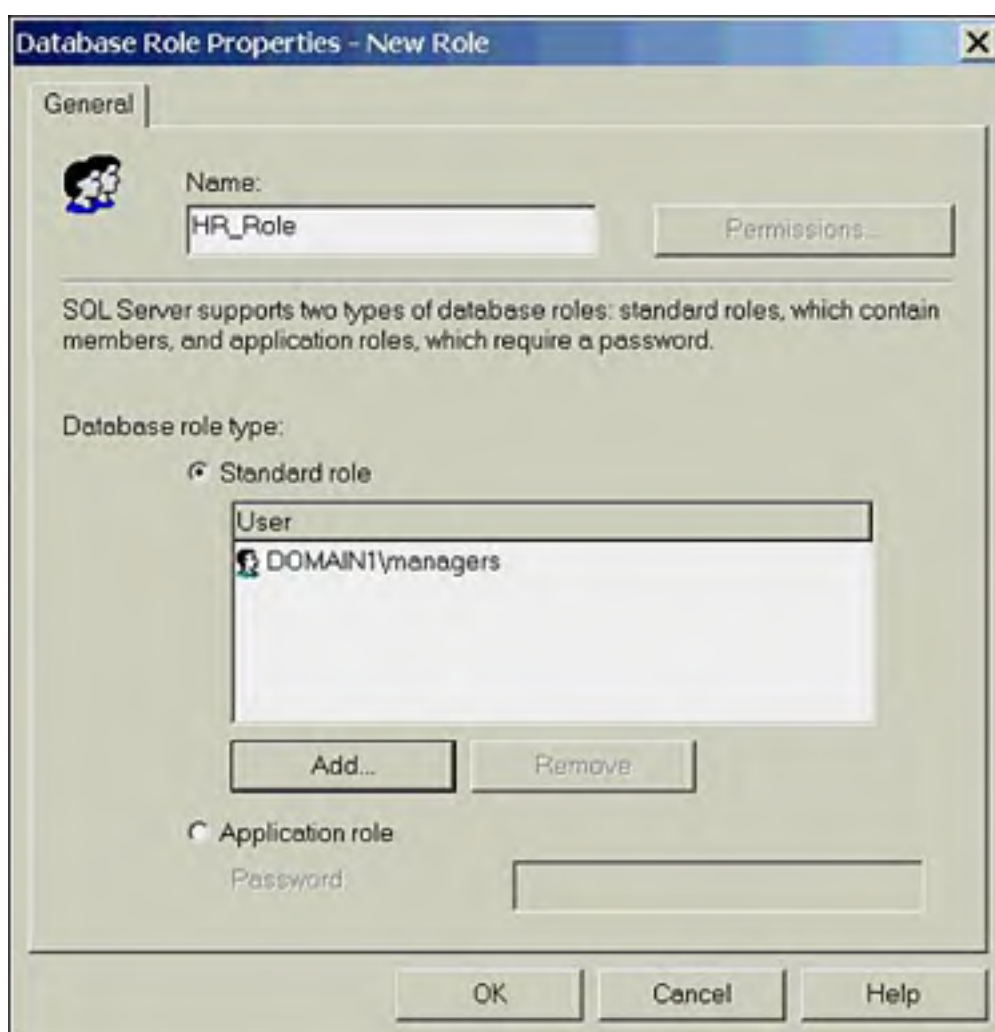 Database Role Properties - New Role
General
Name:
HR_Role
Permissions...
SQL Server supports two types of database roles: standard roles, which contain
members, and application roles, which require a password.
Database role type:
Standard role
User
DOMAIN1\managers
Add...
Remove
Application role
Password
OK
Cancel
Help